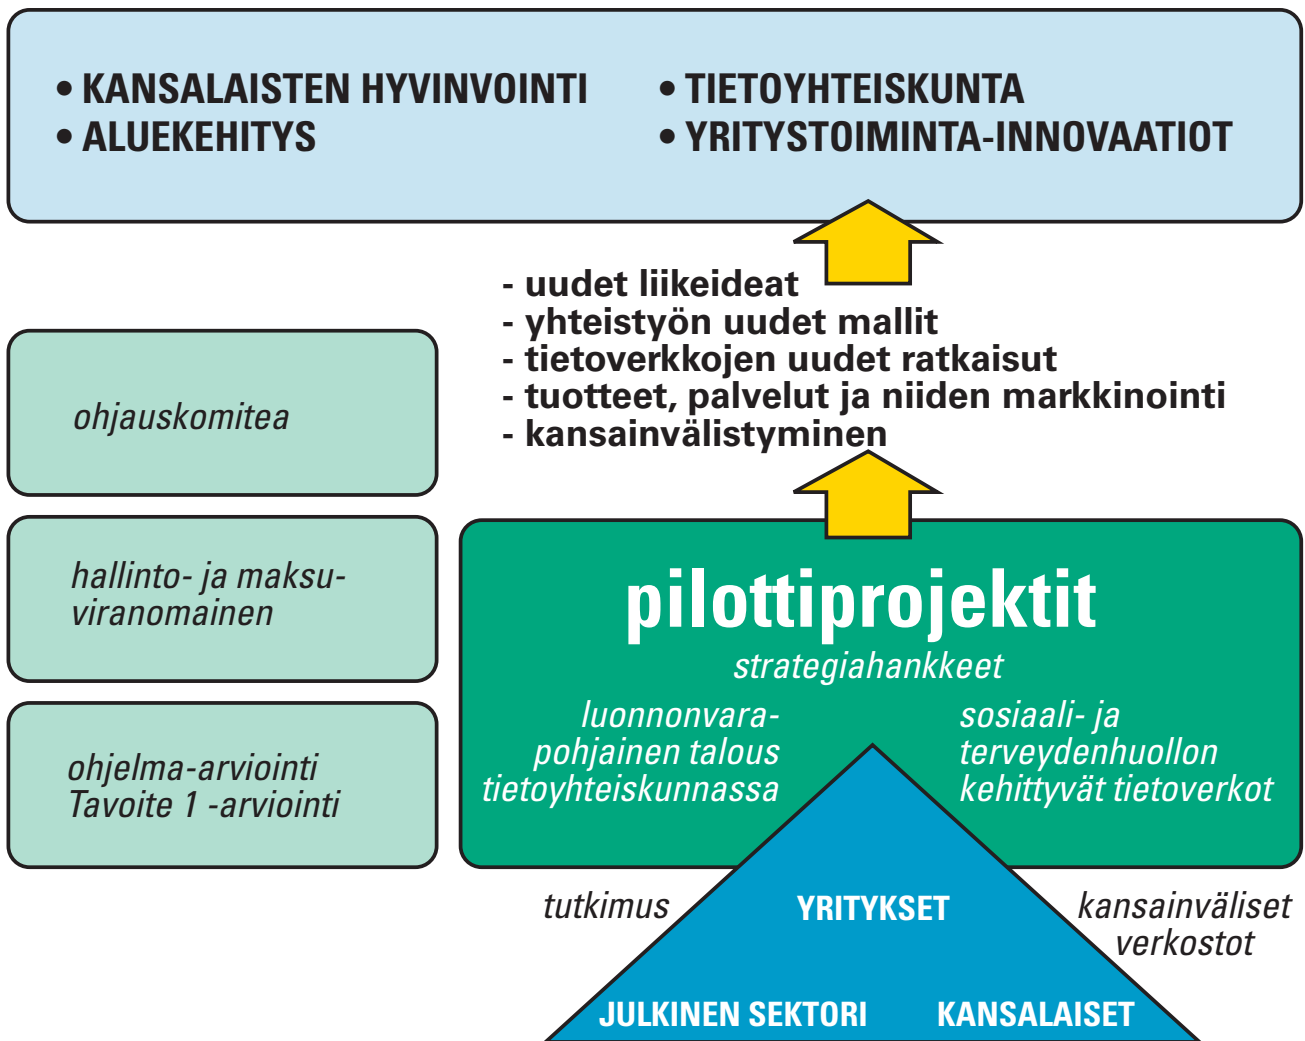 • KANSALAISTEN HYVINVOINTI
• ALUEKEHITYS
• TIETOYHTEISKUNTA
• YRITYSTOIMINTA-INNOVAATIOT
- uudet liikeideat
- yhteistyön uudet mallit
- tietoverkkojen uudet ratkaisut
- tuotteet, palvelut ja niiden markkinointi
- kansainvälistyminen
ohjauskomitea
hallinto- ja maksu-
viranomainen
ohjelma-arviointi
Tavoite 1 -arviointi
pilottiprojektit
strategiahankkeet
luonnonvara-
pohjainen talous
tietoyhteiskunnassa
sosiaali- ja
terveydenhuollon
kehittyvät tietoverkot
tutkimus
YRITYKSET
kansainväliset
verkostot
JULKINEN SEKTORI
KANSALAISET